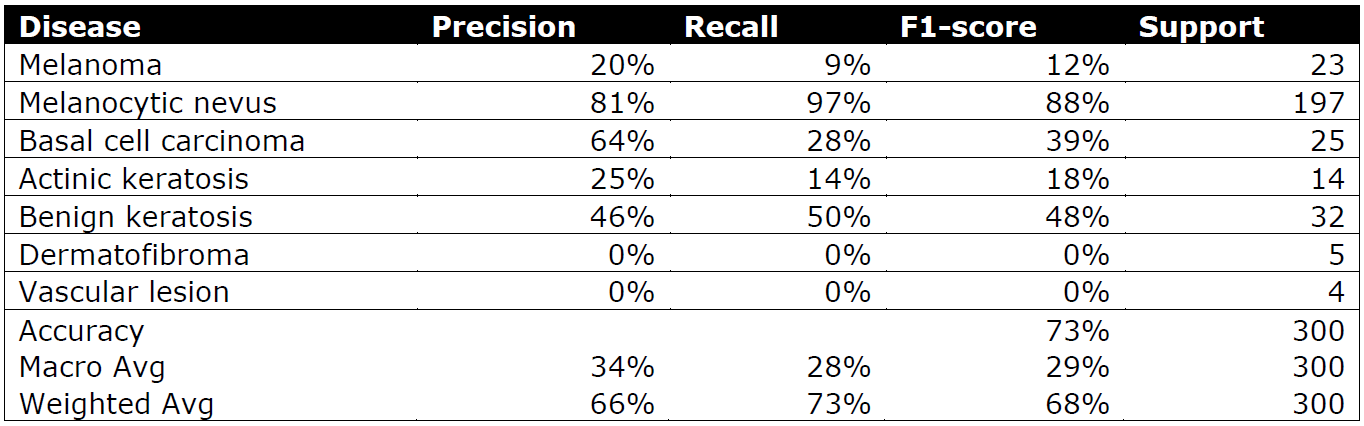 Disease Precision Recall F1-score Support
Melanoma 20% 9% 12% 23
Melanocytic nevus 81% 97% 88% 197
Basal cell carcinoma 64% 28% 39% 25
Actinic keratosis 25% 14% 18% 14
Benign keratosis 46% 50% 48% 32
Dermatofibroma 0% 0% 0% 5
Vascular lesion 0% 0% 0% 4
Accuracy 73% 300
Macro Avg 34% 28% 29% 300
Weighted Avg 66% 73% 68% 300